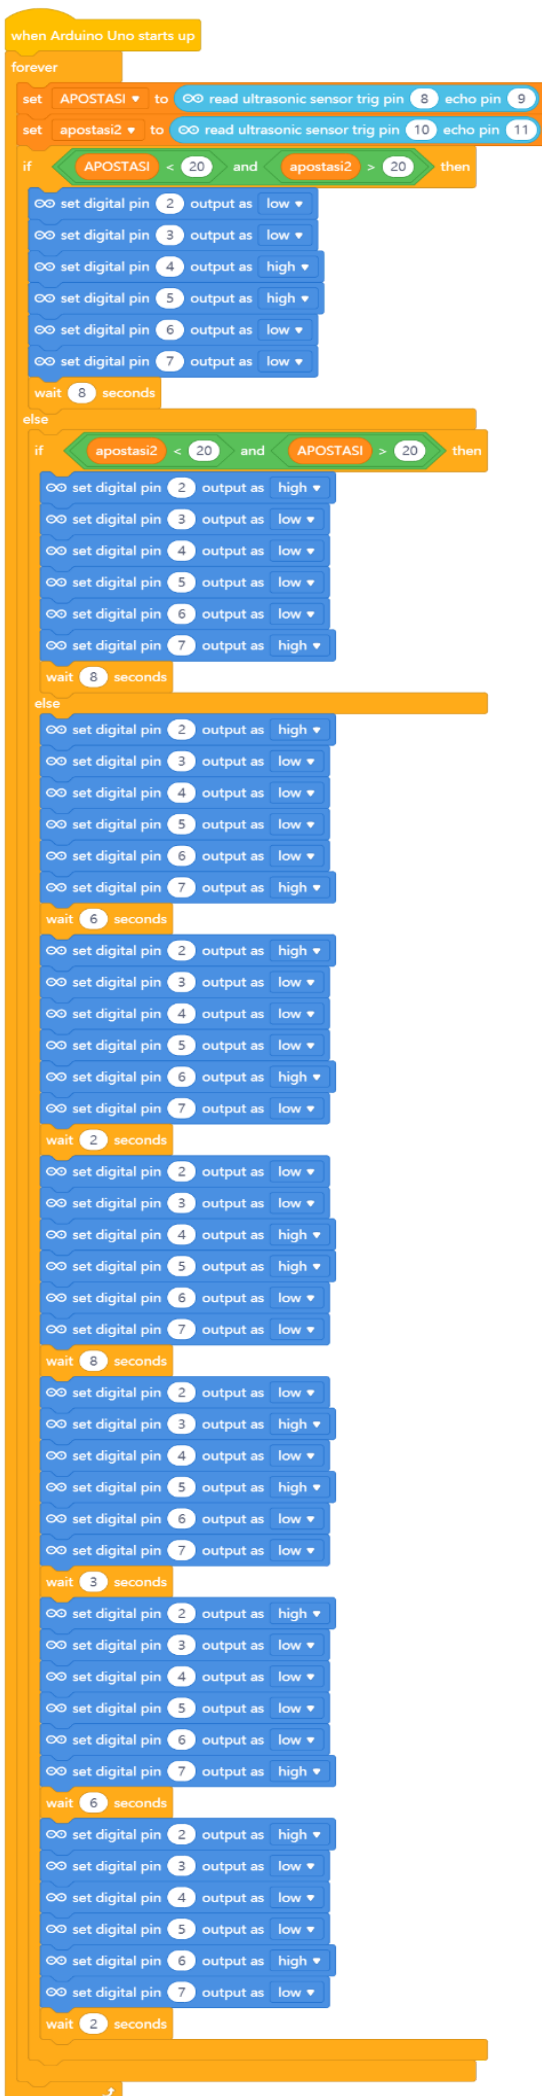 when Arduino Uno starts up
forever
set APOSTASI to read ultrasonic sensor trig pin 8 echo pin 9
set apostasi2 to read ultrasonic sensor trig pin 10 echo pin 11
if APOSTASI < 20 and apostasi2 > 20 then
set digital pin 2 output as low
set digital pin 3 output as low
set digital pin 4 output as high
set digital pin 5 output as high
set digital pin 6 output as low
set digital pin 7 output as low
wait 8 seconds
else
if apostasi2 < 20 and APOSTASI > 20 then
set digital pin 2 output as high
set digital pin 3 output as low
set digital pin 4 output as low
set digital pin 5 output as low
set digital pin 6 output as low
set digital pin 7 output as high
wait 8 seconds
else
set digital pin 2 output as high
set digital pin 3 output as low
set digital pin 4 output as low
set digital pin 5 output as low
set digital pin 6 output as low
set digital pin 7 output as high
wait 6 seconds
set digital pin 2 output as high
set digital pin 3 output as low
set digital pin 4 output as low
set digital pin 5 output as low
set digital pin 6 output as high
set digital pin 7 output as low
wait 2 seconds
set digital pin 2 output as low
set digital pin 3 output as low
set digital pin 4 output as high
set digital pin 5 output as high
set digital pin 6 output as low
set digital pin 7 output as low
wait 8 seconds
set digital pin 2 output as low
set digital pin 3 output as high
set digital pin 4 output as low
set digital pin 5 output as high
set digital pin 6 output as low
set digital pin 7 output as low
wait 3 seconds
set digital pin 2 output as high
set digital pin 3 output as low
set digital pin 4 output as low
set digital pin 5 output as low
set digital pin 6 output as low
set digital pin 7 output as high
wait 6 seconds
set digital pin 2 output as high
set digital pin 3 output as low
set digital pin 4 output as low
set digital pin 5 output as low
set digital pin 6 output as high
set digital pin 7 output as low
wait 2 seconds